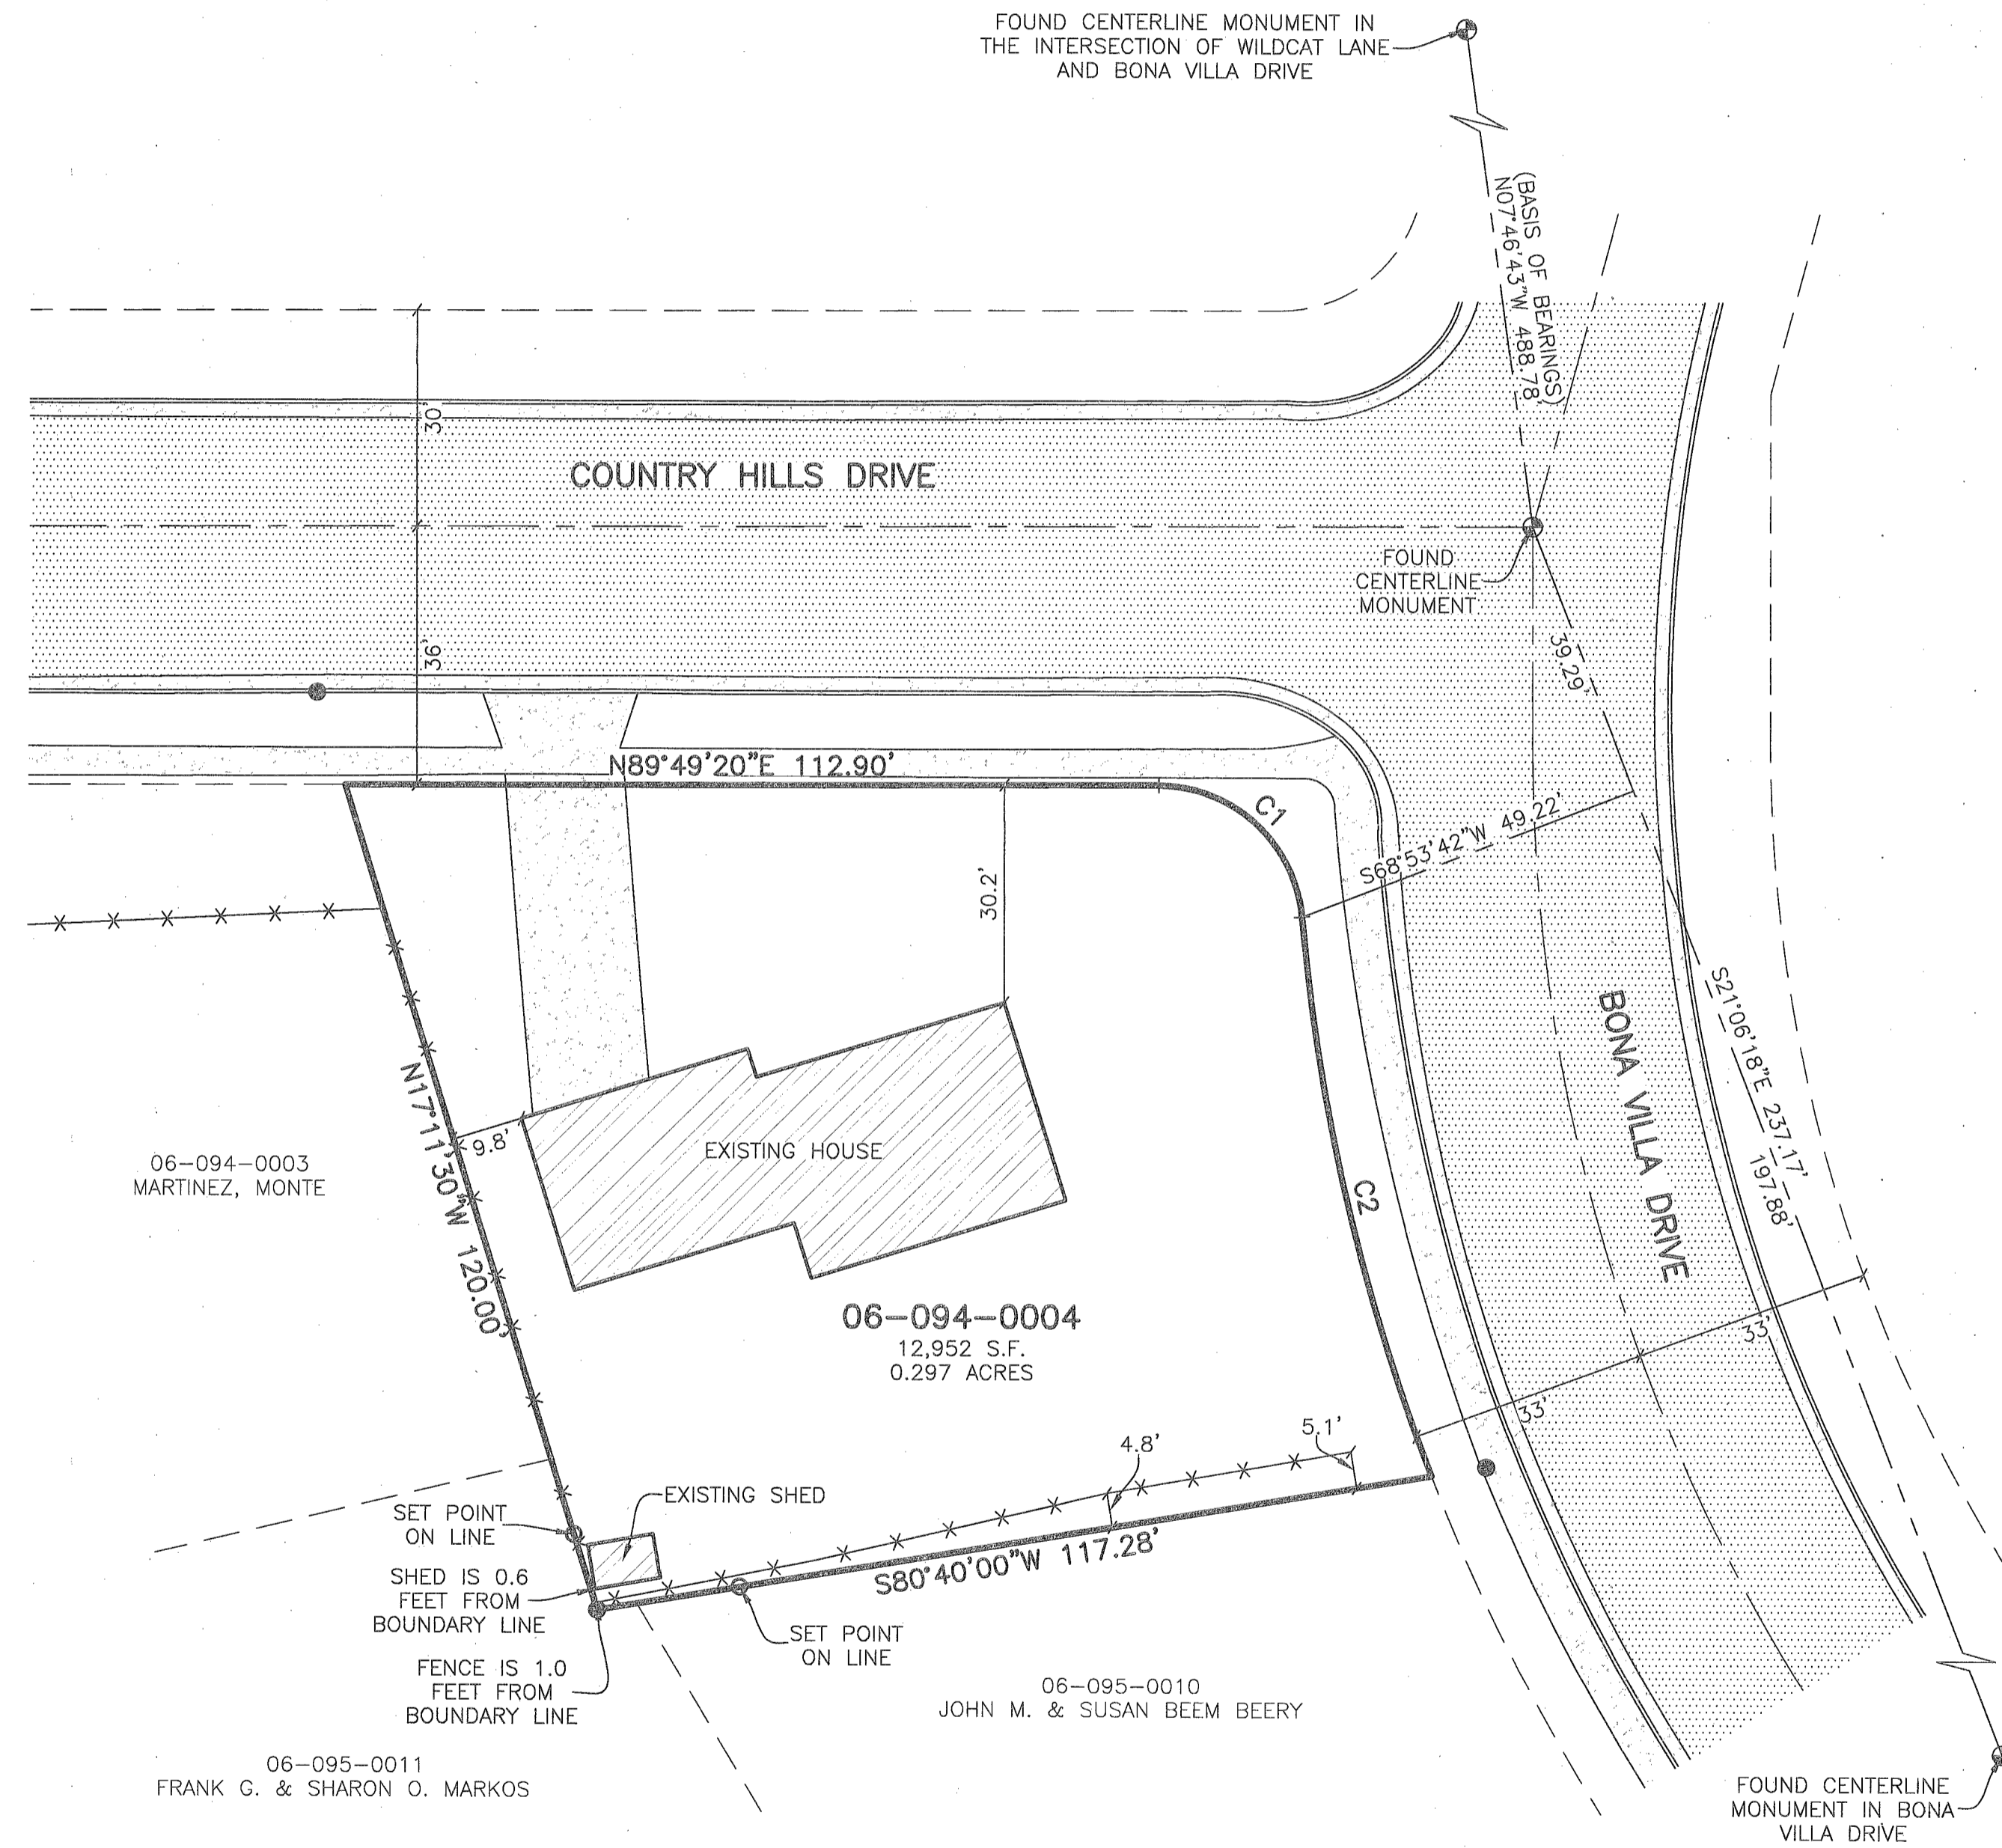 FOUND CENTERLINE MONUMENT IN
THE INTERSECTION OF WILDCAT LANE
AND BONA VILLA DRIVE
(BASIS OF BEARINGS)
N07°46'43"W 488.78'
30'
COUNTRY HILLS DRIVE
FOUND
CENTERLINE
MONUMENT
36'
39.29'
N89°49'20"E 112.90'
C1
S68°53'42"W 49.22'
30.2'
BONA VILLA DRIVE
S21°06'18"E 237.17'
197.88'
N17°11'30"W 120.00'
9.8'
EXISTING HOUSE
06-094-0003
MARTINEZ, MONTE
C2
06-094-0004
12,952 S.F.
0.297 ACRES
33'
33'
5.1'
4.8'
EXISTING SHED
SET POINT
ON LINE
S80°40'00"W 117.28'
SHED IS 0.6
FEET FROM
BOUNDARY LINE
SET POINT
ON LINE
FENCE IS 1.0
FEET FROM
BOUNDARY LINE
06-095-0010
JOHN M. & SUSAN BEEM BEERY
06-095-0011
FRANK G. & SHARON O. MARKOS
FOUND CENTERLINE
MONUMENT IN BONA
VILLA DRIVE